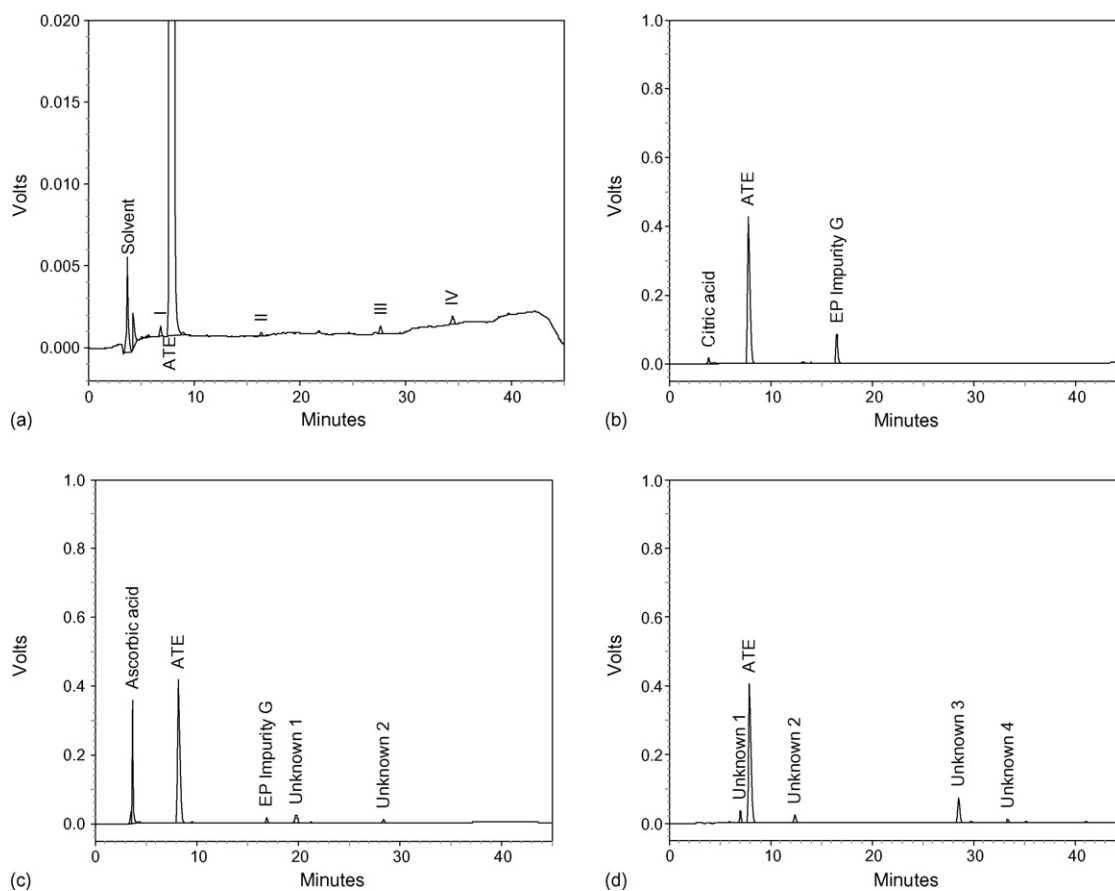 0.020
0.015
0.010
0.005
0.000
Volts
Solvent
I
ATE
II
III
IV
0
10
20
30
40
Minutes
(a)
1.0
0.8
0.6
0.4
0.2
0.0
Volts
Citric acid
ATE
EP Impurity G
0
10
20
30
40
Minutes
(b)
1.0
0.8
0.6
0.4
0.2
0.0
Volts
Ascorbic acid
ATE
EP Impurity G
Unknown 1
Unknown 2
0
10
20
30
40
Minutes
(c)
1.0
0.8
0.6
0.4
0.2
0.0
Volts
Unknown 1
ATE
Unknown 2
Unknown 3
Unknown 4
0
10
20
30
40
Minutes
(d)